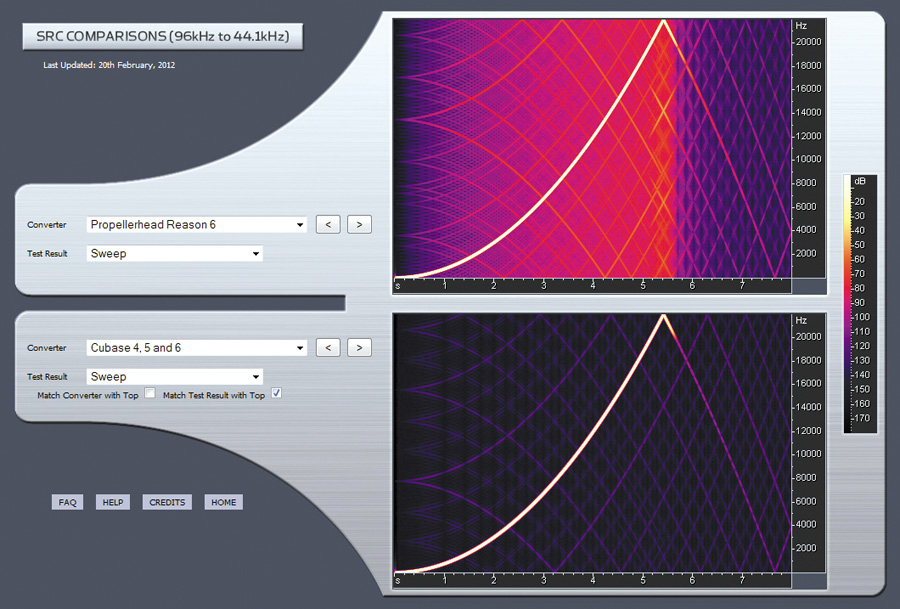 SRC COMPARISONS (96kHz to 44.1kHz)
Last Updated: 20th February, 2012
Converter Propellerhead Reason 6 < >
Test Result Sweep
Hz
20000
18000
16000
14000
12000
10000
8000
6000
4000
2000
s 1 2 3 4 5 6 7
Converter Cubase 4, 5 and 6 < >
Test Result Sweep
Match Converter with Top Match Test Result with Top
FAQ HELP CREDITS HOME
Hz
20000
18000
16000
14000
12000
10000
8000
6000
4000
2000
s 1 2 3 4 5 6 7
dB
-20
-30
-40
-50
-60
-70
-80
-90
-100
-110
-120
-130
-140
-150
-160
-170